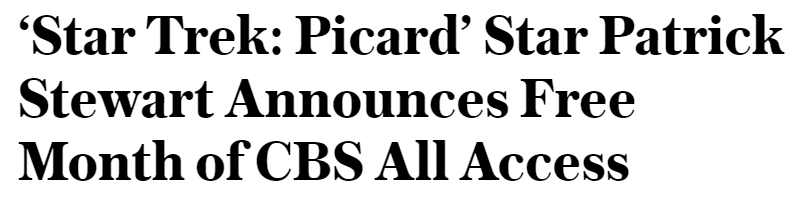 ‘Star Trek: Picard’ Star Patrick
Stewart Announces Free
Month of CBS All Access